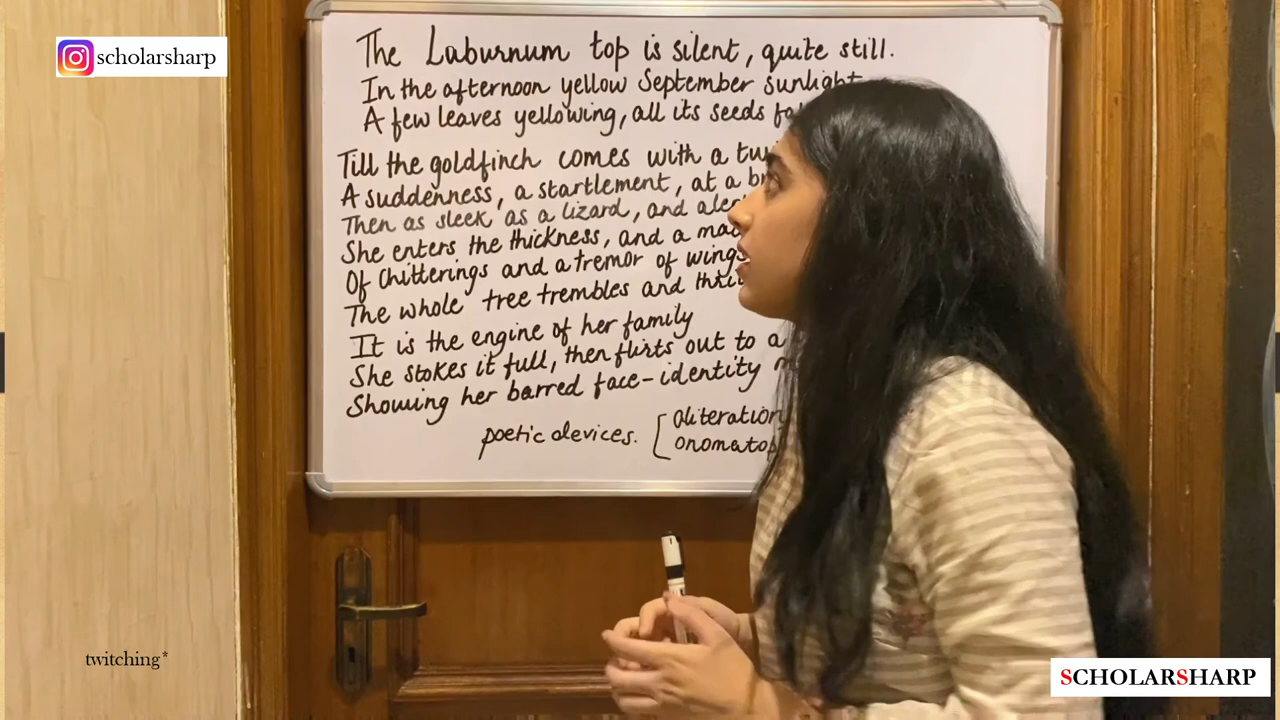 scholarsharp
The Laburnum top is silent, quite still.
In the afternoon yellow September sunlight
A few leaves yellowing, all its seeds
Till the goldfinch comes with a
A suddenness, a startlement, at a
Then as sleek as a lizard, and
She enters the thickness, and a
Of chitterings and a tremor of wings
The whole tree trembles and
It is the engine of her family
She stokes it full, then flirts out to a
Showing her barred face-identity
poetic devices. [ aliteration
onomatop
twitching*
SCHOLARSHARP